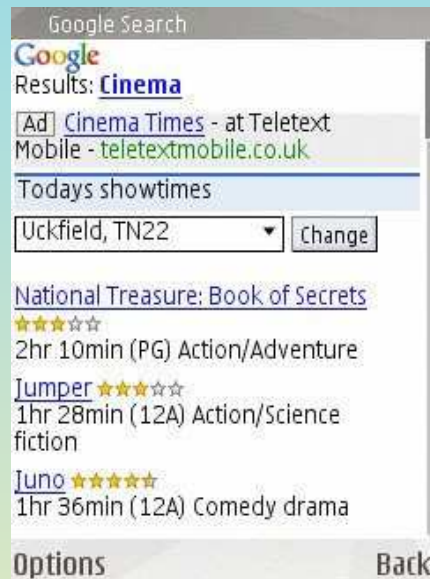 Google Search
Google
Results: Cinema
Ad Cinema Times - at Teletext
Mobile - teletextmobile.co.uk
Todays showtimes
Uckfield, TN22 Change
National Treasure: Book of Secrets
2hr 10min (PG) Action/Adventure
Jumper
1hr 28min (12A) Action/Science
fiction
Juno
1hr 36min (12A) Comedy drama
Options Back